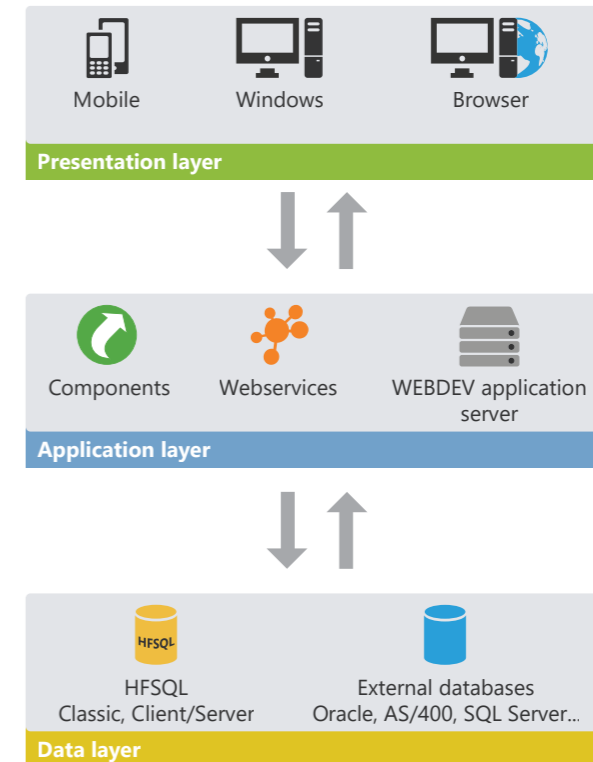 Mobile
Windows
Browser
Presentation layer
Components
Webservices
WEBDEV application
server
Application layer
HFSQL
HFSQL
Classic, Client/Server
External databases
Oracle, AS/400, SQL Server...
Data layer